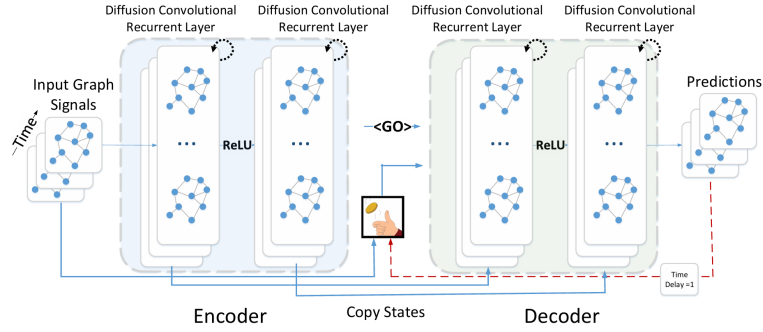 Diffusion Convolutional
Recurrent Layer
Diffusion Convolutional
Recurrent Layer
Diffusion Convolutional
Recurrent Layer
Diffusion Convolutional
Recurrent Layer
Input Graph
Signals
Time
...
ReLU
...
<GO>
...
ReLU
...
Predictions
Time
Delay =1
Encoder
Copy States
Decoder